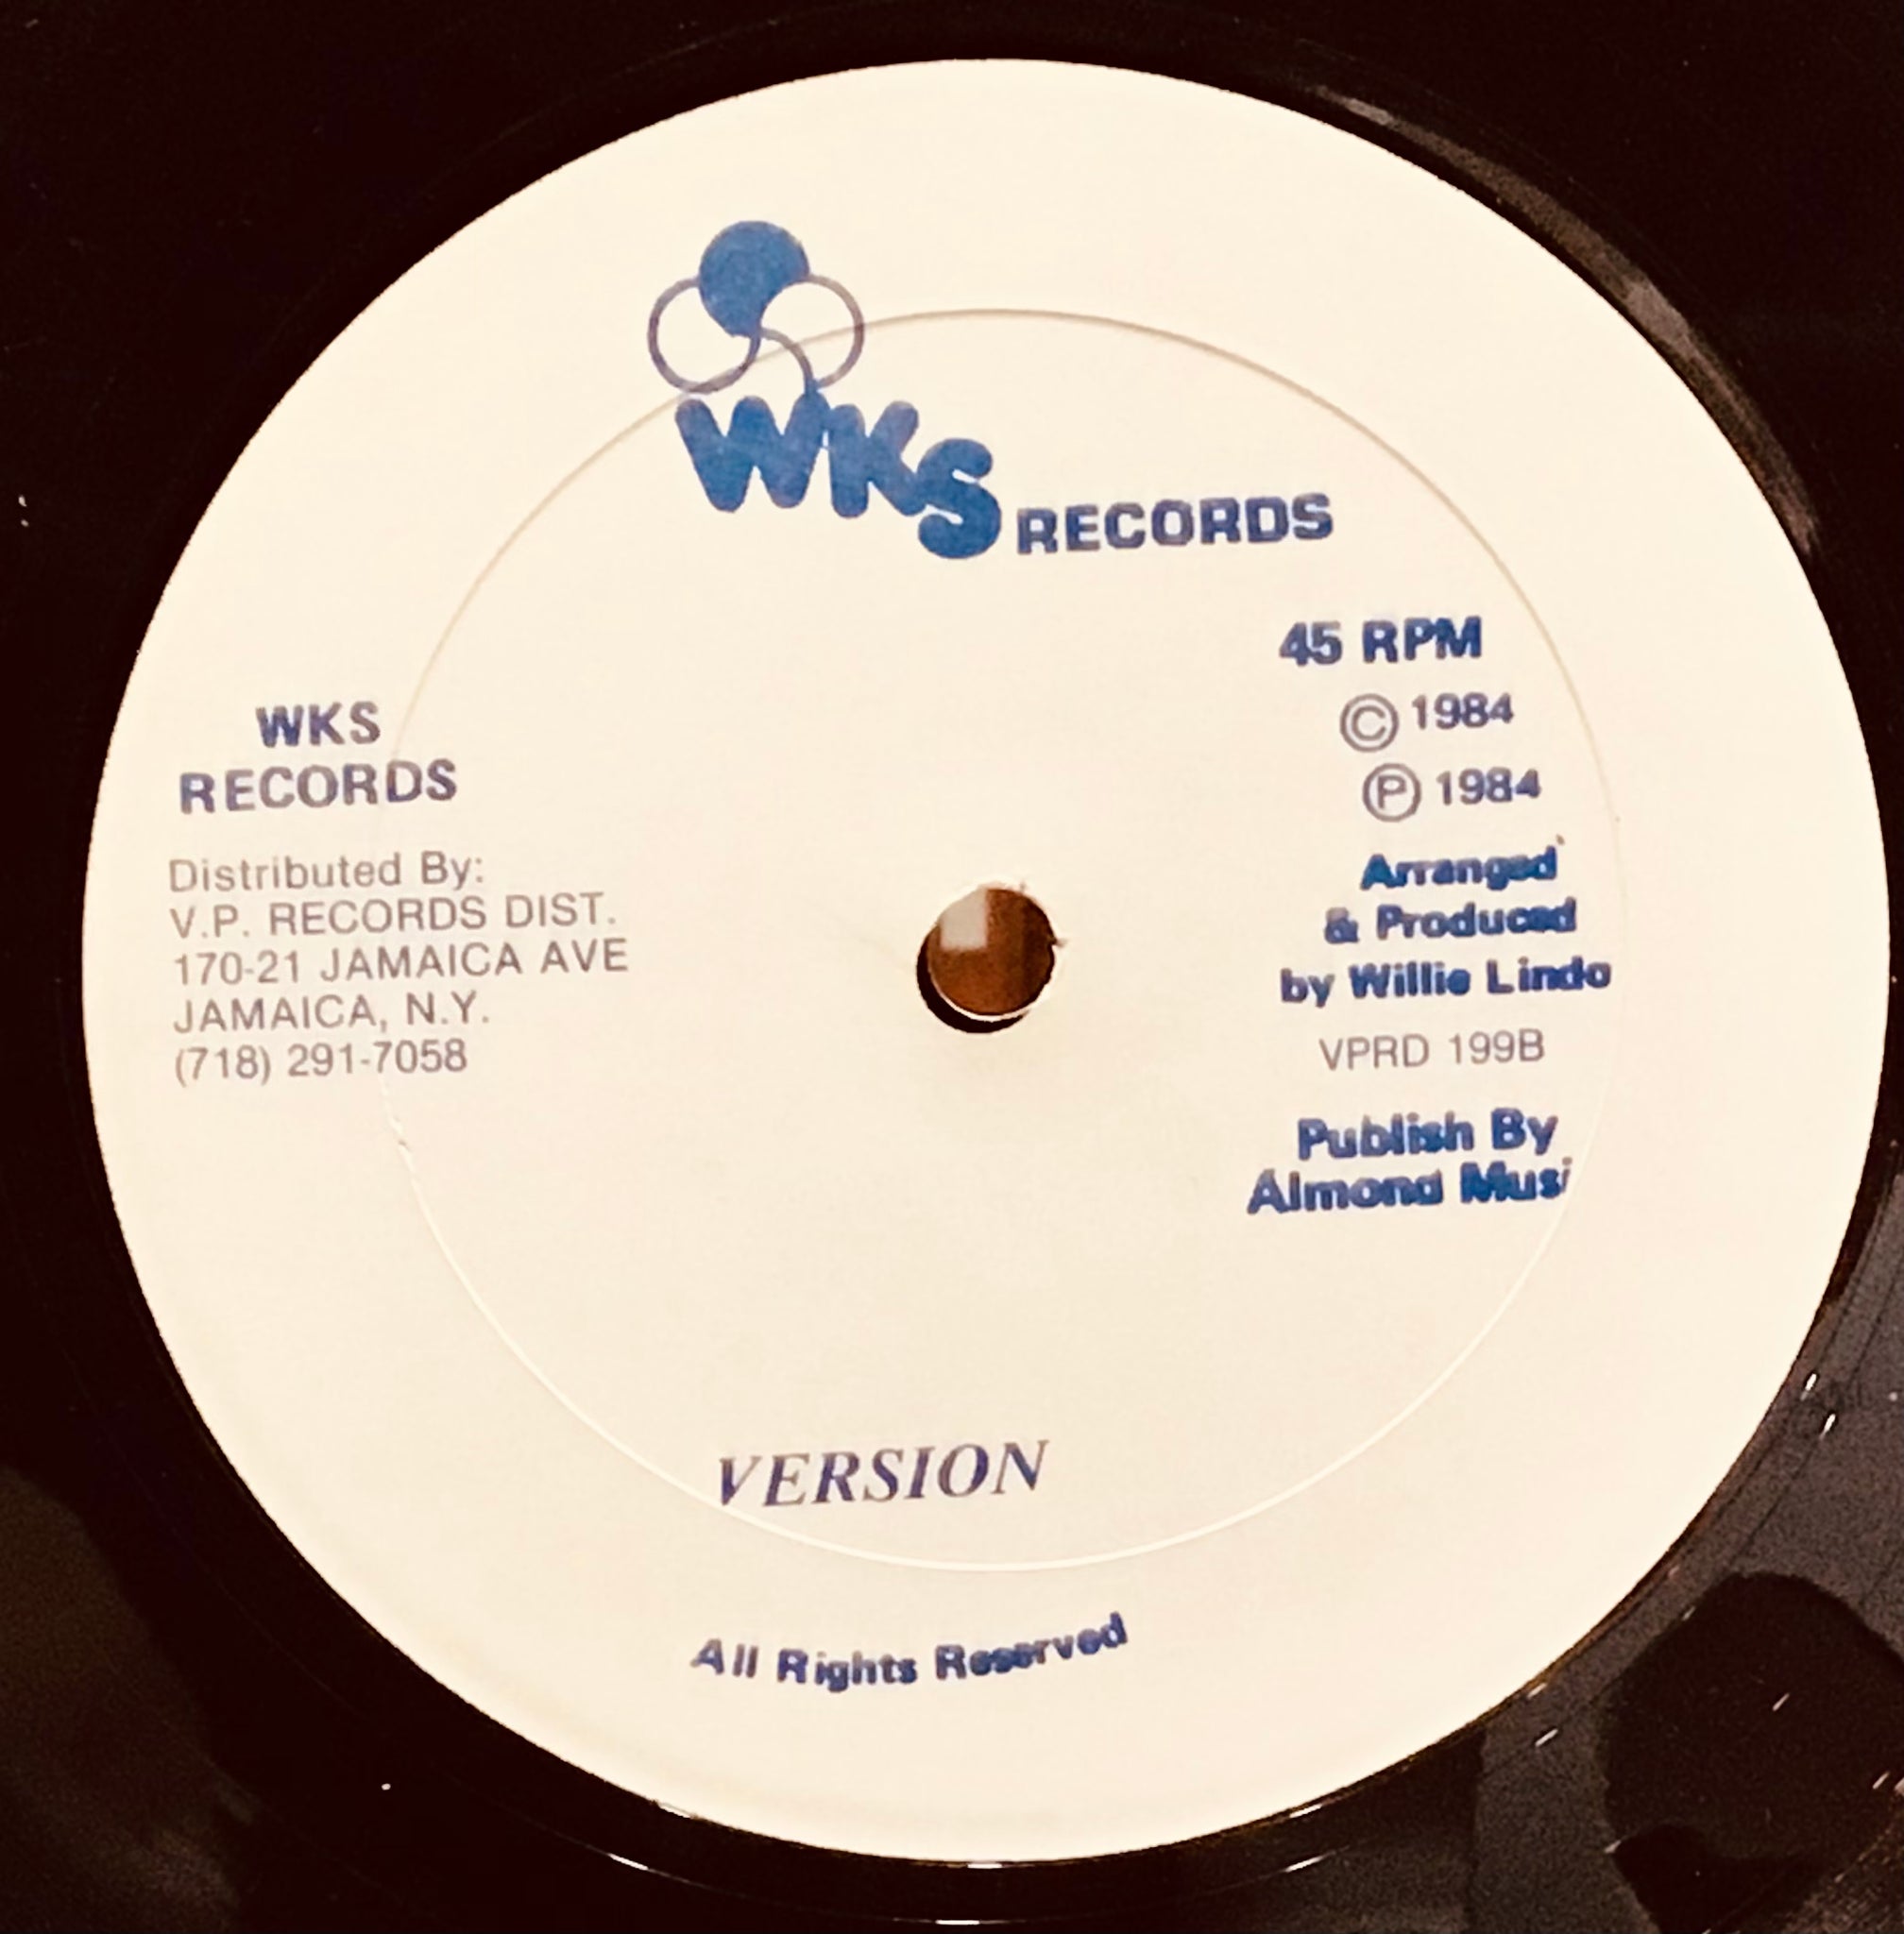 WKS RECORDS
45 RPM
© 1984
℗ 1984
WKS
RECORDS
Distributed By:
V.P. RECORDS DIST.
170-21 JAMAICA AVE
JAMAICA, N.Y.
(718) 291-7058
Arranged
& Produced
by Willie Lindo
VPRD 199B
Publish By
Almond Musi
VERSION
All Rights Reserved